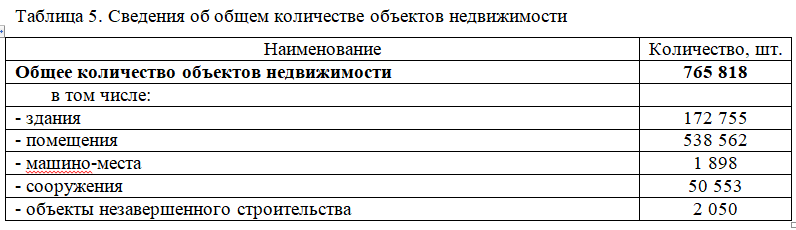 Таблица 5. Сведения об общем количестве объектов недвижимости
Наименование Количество, шт.
Общее количество объектов недвижимости 765 818
в том числе:
- здания 172 755
- помещения 538 562
- машино-места 1 898
- сооружения 50 553
- объекты незавершенного строительства 2 050